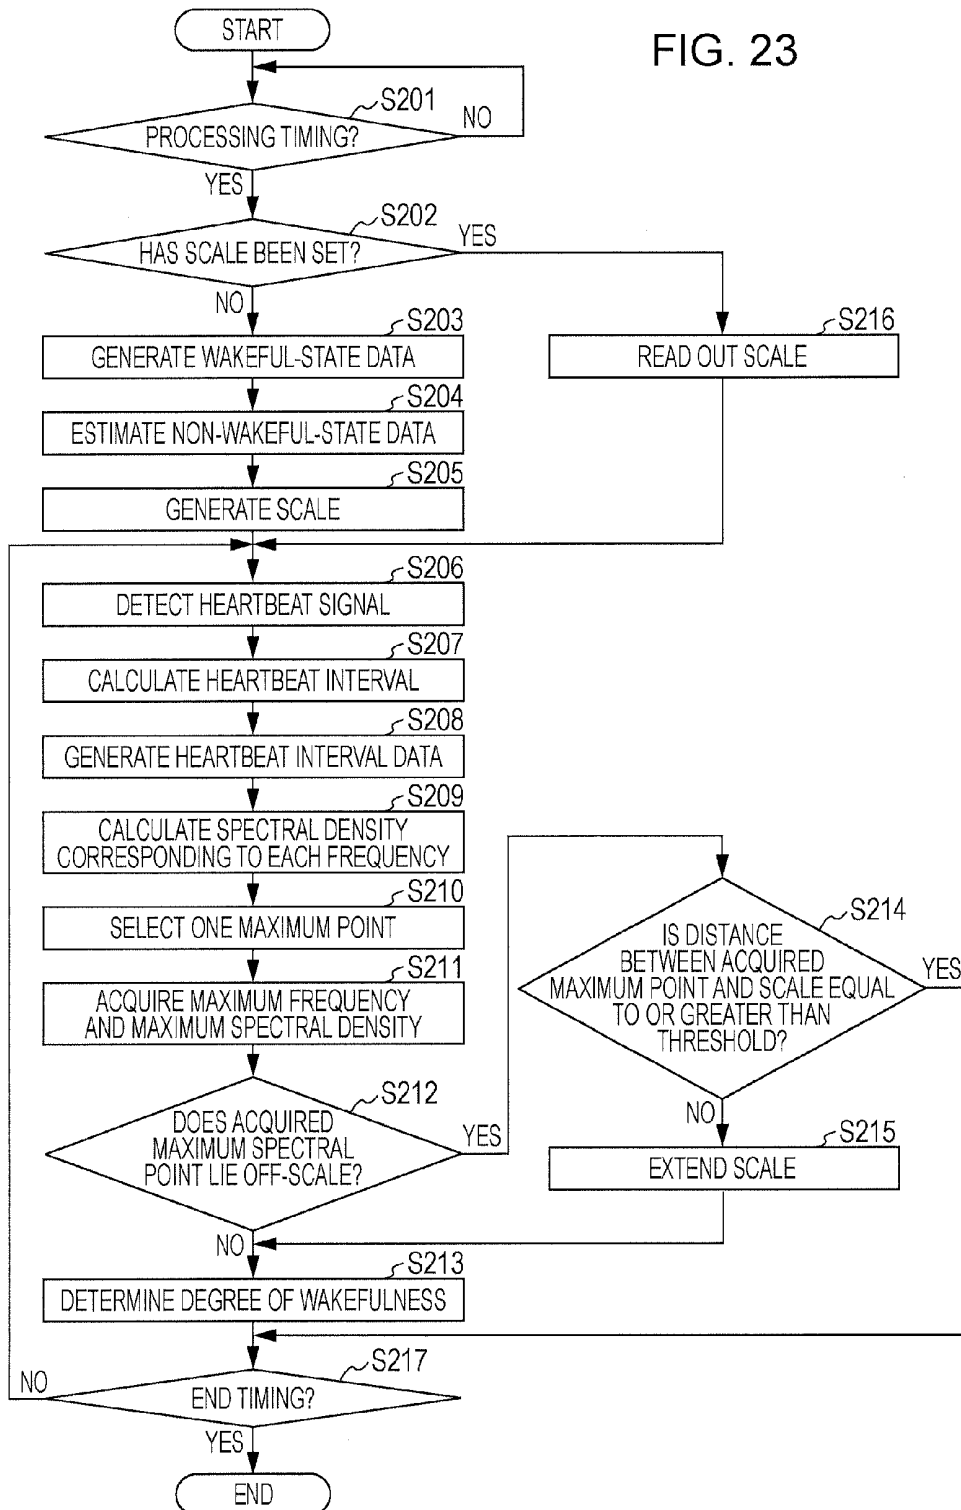 START
FIG. 23
S201
PROCESSING TIMING?
NO
YES
S202
HAS SCALE BEEN SET?
YES
NO
S203
GENERATE WAKEFUL-STATE DATA
S216
READ OUT SCALE
S204
ESTIMATE NON-WAKEFUL-STATE DATA
S205
GENERATE SCALE
S206
DETECT HEARTBEAT SIGNAL
S207
CALCULATE HEARTBEAT INTERVAL
S208
GENERATE HEARTBEAT INTERVAL DATA
S209
CALCULATE SPECTRAL DENSITY
CORRESPONDING TO EACH FREQUENCY
S210
SELECT ONE MAXIMUM POINT
S211
ACQUIRE MAXIMUM FREQUENCY
AND MAXIMUM SPECTRAL DENSITY
S212
DOES ACQUIRED
MAXIMUM SPECTRAL
POINT LIE OFF-SCALE?
YES
NO
S214
IS DISTANCE
BETWEEN ACQUIRED
MAXIMUM POINT AND SCALE EQUAL
TO OR GREATER THAN
THRESHOLD?
YES
NO
S215
EXTEND SCALE
S213
DETERMINE DEGREE OF WAKEFULNESS
S217
END TIMING?
NO
YES
END